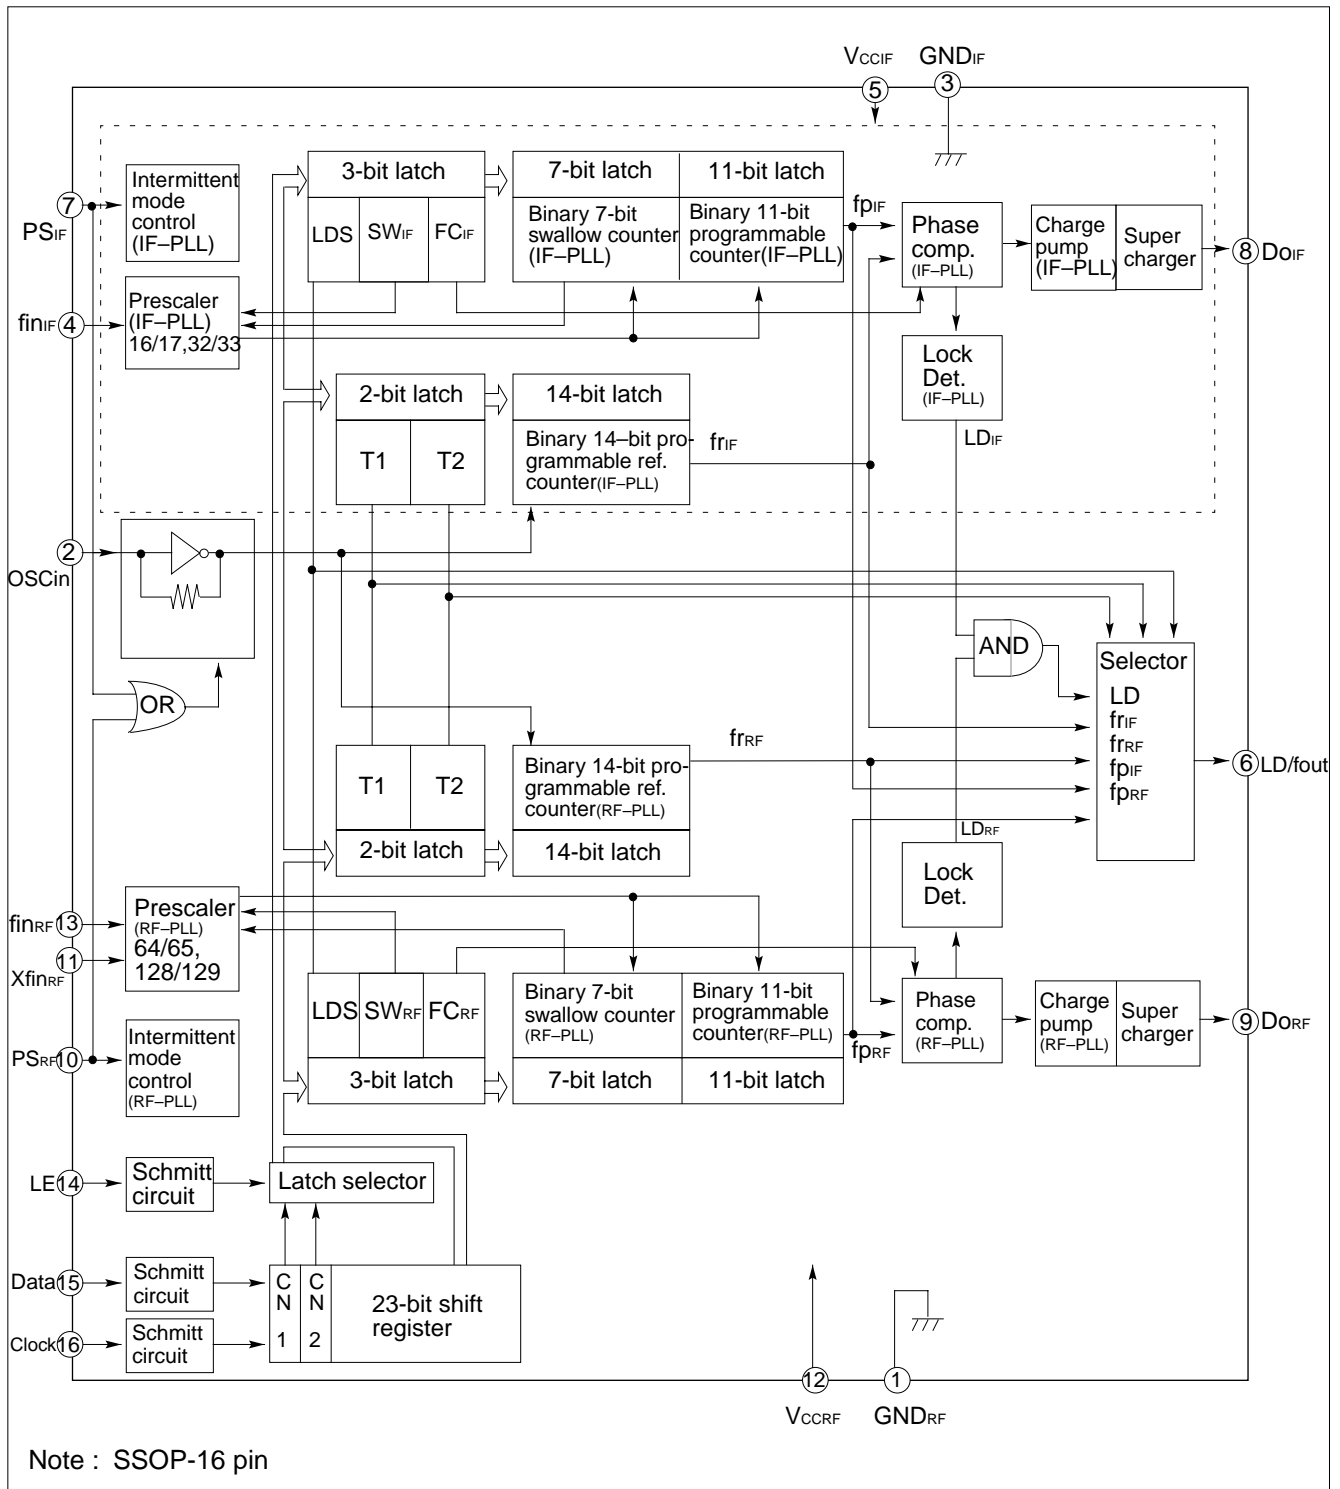 VCCIF
GNDIF
5
3
Intermittent
mode
control
(IF–PLL)
7
PSIF
3-bit latch
LDS
SWIF
FCIF
7-bit latch
11-bit latch
Binary 7-bit
swallow counter
(IF–PLL)
Binary 11-bit
programmable
counter(IF–PLL)
fpIF
Phase
comp.
(IF–PLL)
Charge
pump
(IF–PLL)
Super
charger
8
DoIF
finIF
4
Prescaler
(IF–PLL)
16/17,32/33
Lock
Det.
(IF–PLL)
LDIF
2-bit latch
T1
T2
14-bit latch
Binary 14–bit pro-
grammable ref.
counter(IF–PLL)
frIF
2
OSCin
OR
AND
Selector
LD
frIF
frRF
fpIF
fpRF
6
LD/fout
T1
T2
2-bit latch
Binary 14-bit pro-
grammable ref.
counter(RF–PLL)
14-bit latch
frRF
LDRF
Lock
Det.
finRF
13
11
XfinRF
Prescaler
(RF–PLL)
64/65,
128/129
LDS
SWRF
FCRF
3-bit latch
Binary 7-bit
swallow counter
(RF–PLL)
Binary 11-bit
programmable
counter(RF–PLL)
7-bit latch
11-bit latch
fpRF
Phase
comp.
(RF–PLL)
Charge
pump
(RF–PLL)
Super
charger
9
DoRF
PSRF
10
Intermittent
mode
control
(RF–PLL)
LE
14
Schmitt
circuit
Latch selector
Data
15
Schmitt
circuit
C
N
1
C
N
2
23-bit shift
register
Clock
16
Schmitt
circuit
12
1
VCCRF
GNDRF
Note : SSOP-16 pin